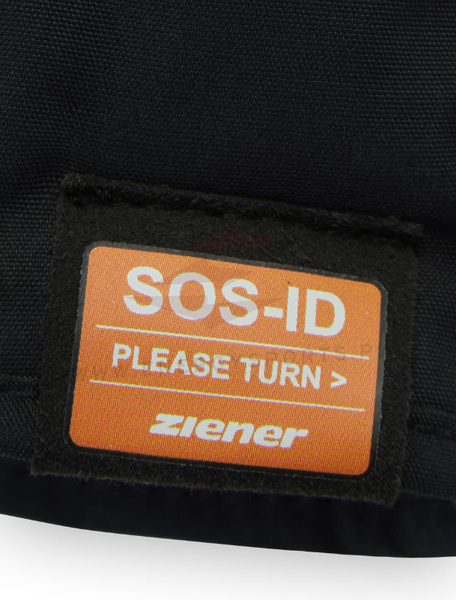 SOS-ID
PLEASE TURN >
ziener